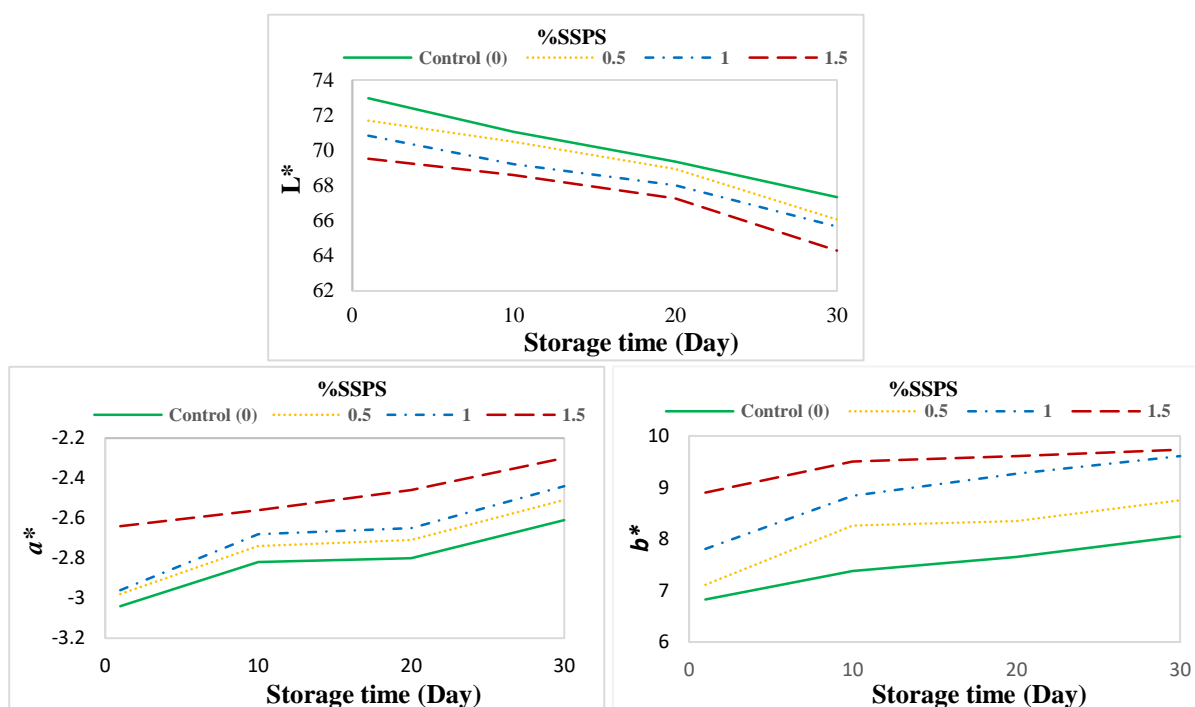 %SSPS
Control (0) 0.5 1 1.5
74
72
70
68
66
64
62
L*
0 10 20 30
Storage time (Day)
%SSPS
Control (0) 0.5 1 1.5
-2.2
-2.4
-2.6
-2.8
-3
-3.2
a*
0 10 20 30
Storage time (Day)
%SSPS
Control (0) 0.5 1 1.5
10
9
8
7
6
b*
0 10 20 30
Storage time (Day)